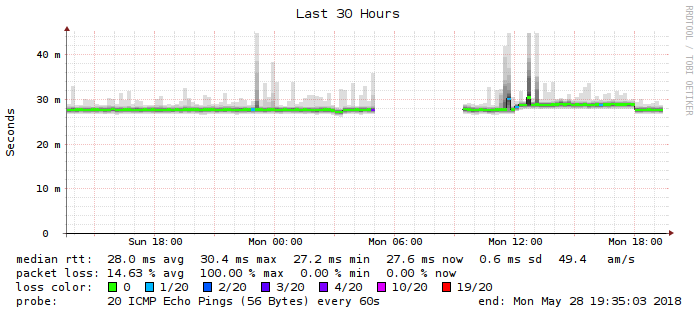 Last 30 Hours
RRDTOOL / TOBI OETIKER
Seconds
40 m
30 m
20 m
10 m
0
Sun 18:00 Mon 00:00 Mon 06:00 Mon 12:00 Mon 18:00
median rtt: 28.0 ms avg 30.4 ms max 27.2 ms min 27.6 ms now 0.6 ms sd 49.4 am/s
packet loss: 14.63 % avg 100.00 % max 0.00 % min 0.00 % now
loss color: 0 1/20 2/20 3/20 4/20 10/20 19/20
probe: 20 ICMP Echo Pings (56 Bytes) every 60s end: Mon May 28 19:35:03 2018